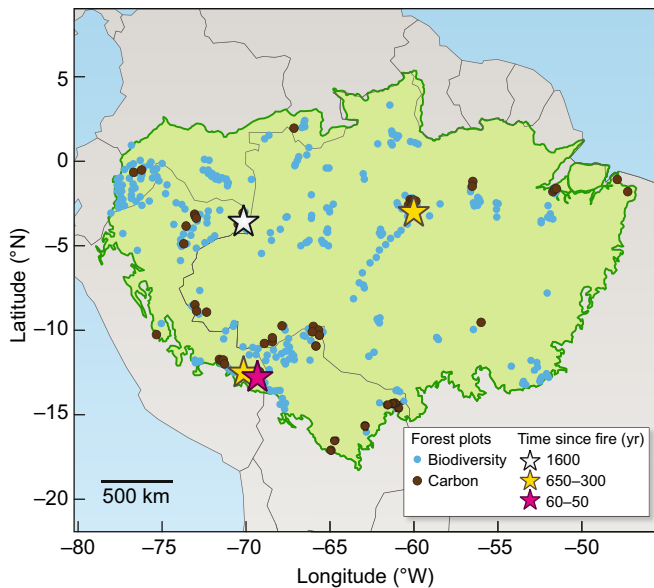 5
0
−5
−10
−15
−20
Latitude (°N)
500 km
Forest plots
Biodiversity
Carbon
Time since fire (yr)
1600
650–300
60–50
−80
−75
−70
−65
−60
−55
−50
Longitude (°W)